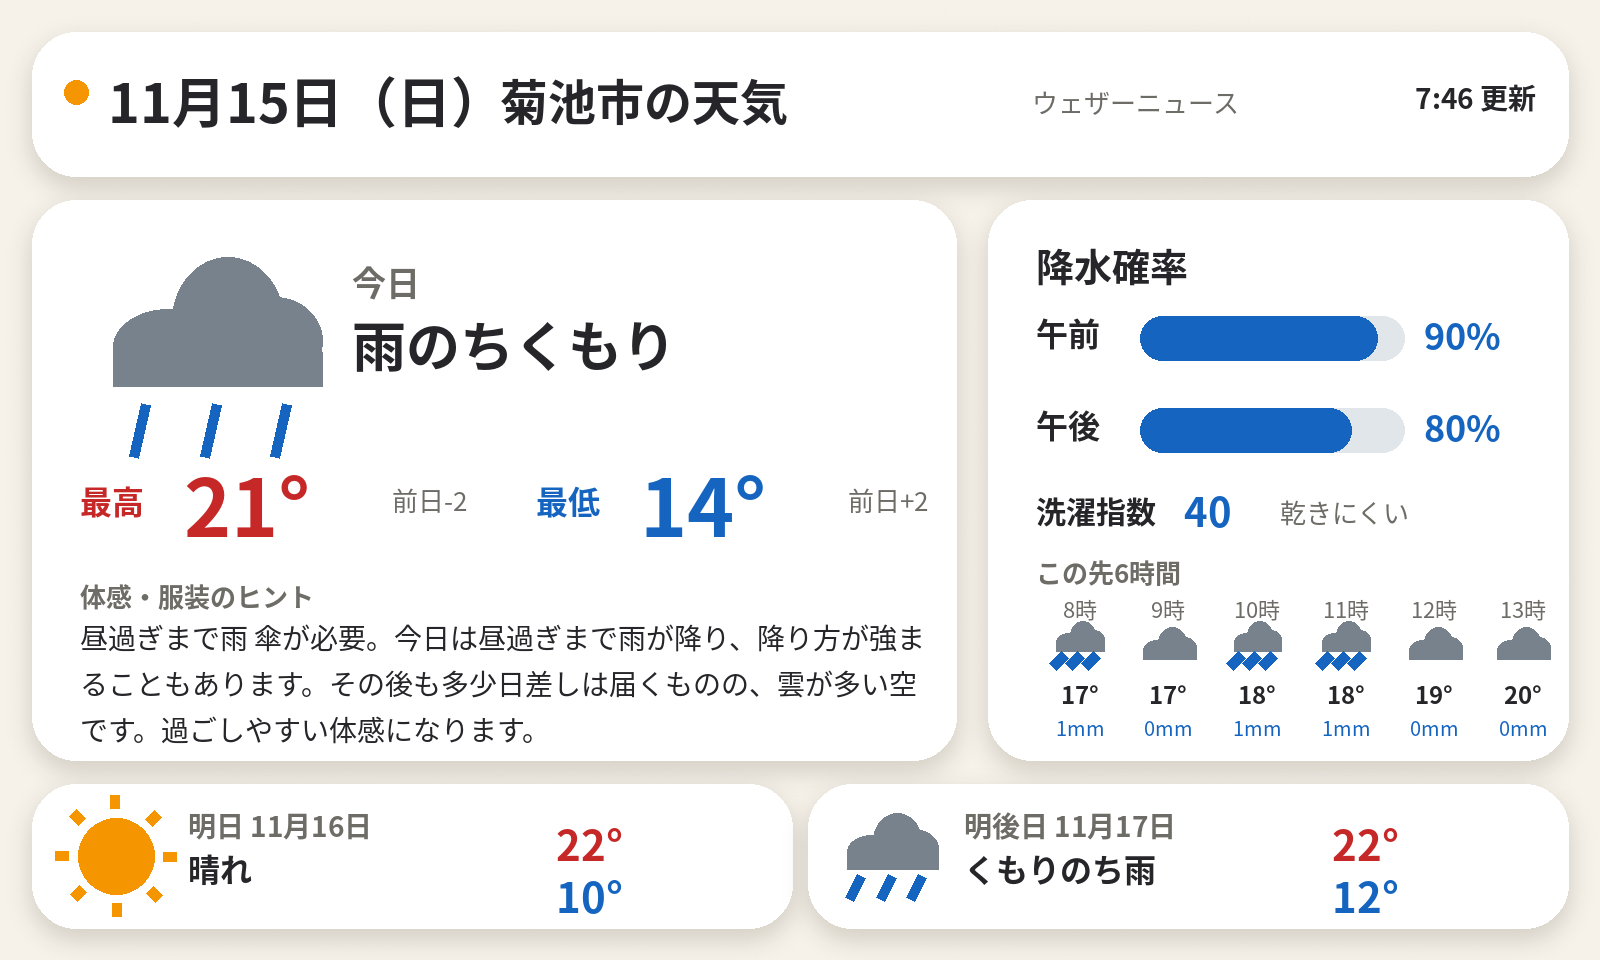 11月15日（日）菊池市の天気
ウェザーニュース
7:46 更新
今日
雨のちくもり
最高 21° 前日-2 最低 14° 前日+2
体感・服装のヒント
昼過ぎまで雨 傘が必要。今日は昼過ぎまで雨が降り、降り方が強ま
ることもあります。その後も多少日差しは届くものの、雲が多い空
です。過ごしやすい体感になります。
降水確率
午前 90%
午後 80%
洗濯指数 40 乾きにくい
この先6時間
8時 9時 10時 11時 12時 13時
17° 17° 18° 18° 19° 20°
1mm 0mm 1mm 1mm 0mm 0mm
明日 11月16日
晴れ
22°
10°
明後日 11月17日
くもりのち雨
22°
12°